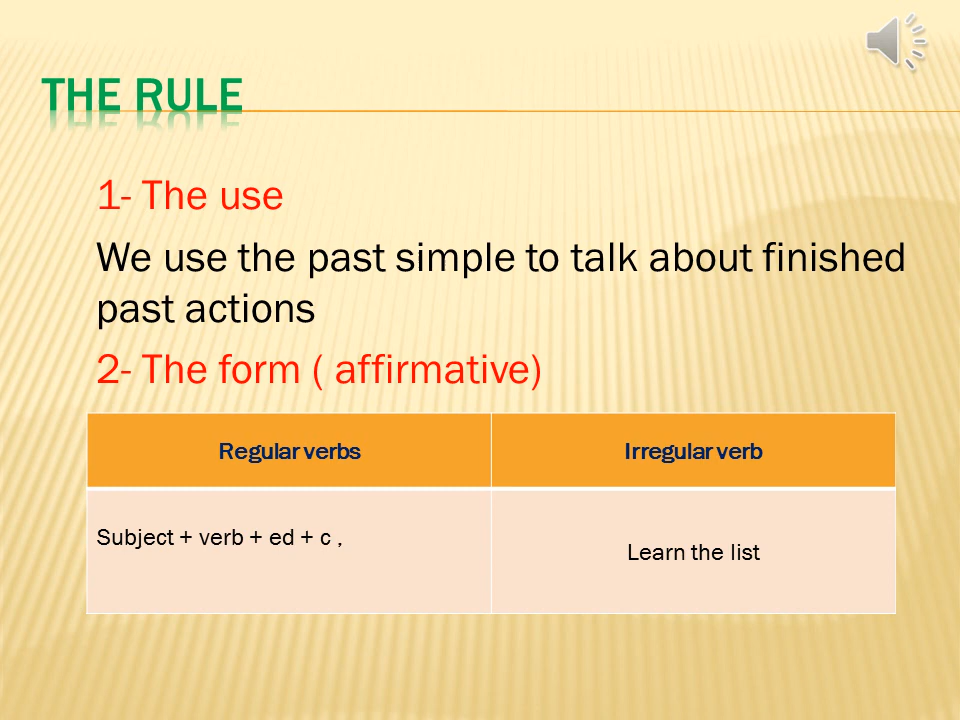 THE RULE
1- The use
We use the past simple to talk about finished
past actions
2- The form ( affirmative)
Regular verbs
Irregular verb
Subject + verb + ed + c ,
Learn the list